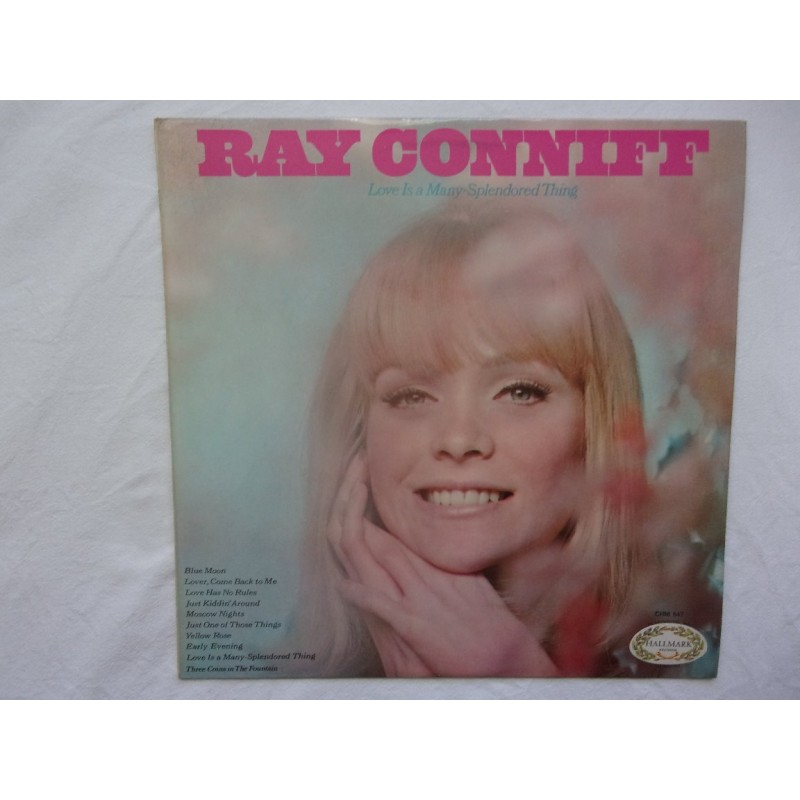 RAY CONNIFF
Love Is a Many-Splendored Thing
Blue Moon
Lover, Come Back to Me
Love Has No Rules
Just Kiddin' Around
Moscow Nights
Just One of Those Things
Yellow Rose
Early Evening
Love Is a Many-Splendored Thing
Three Coins in The Fountain
HALLMARK